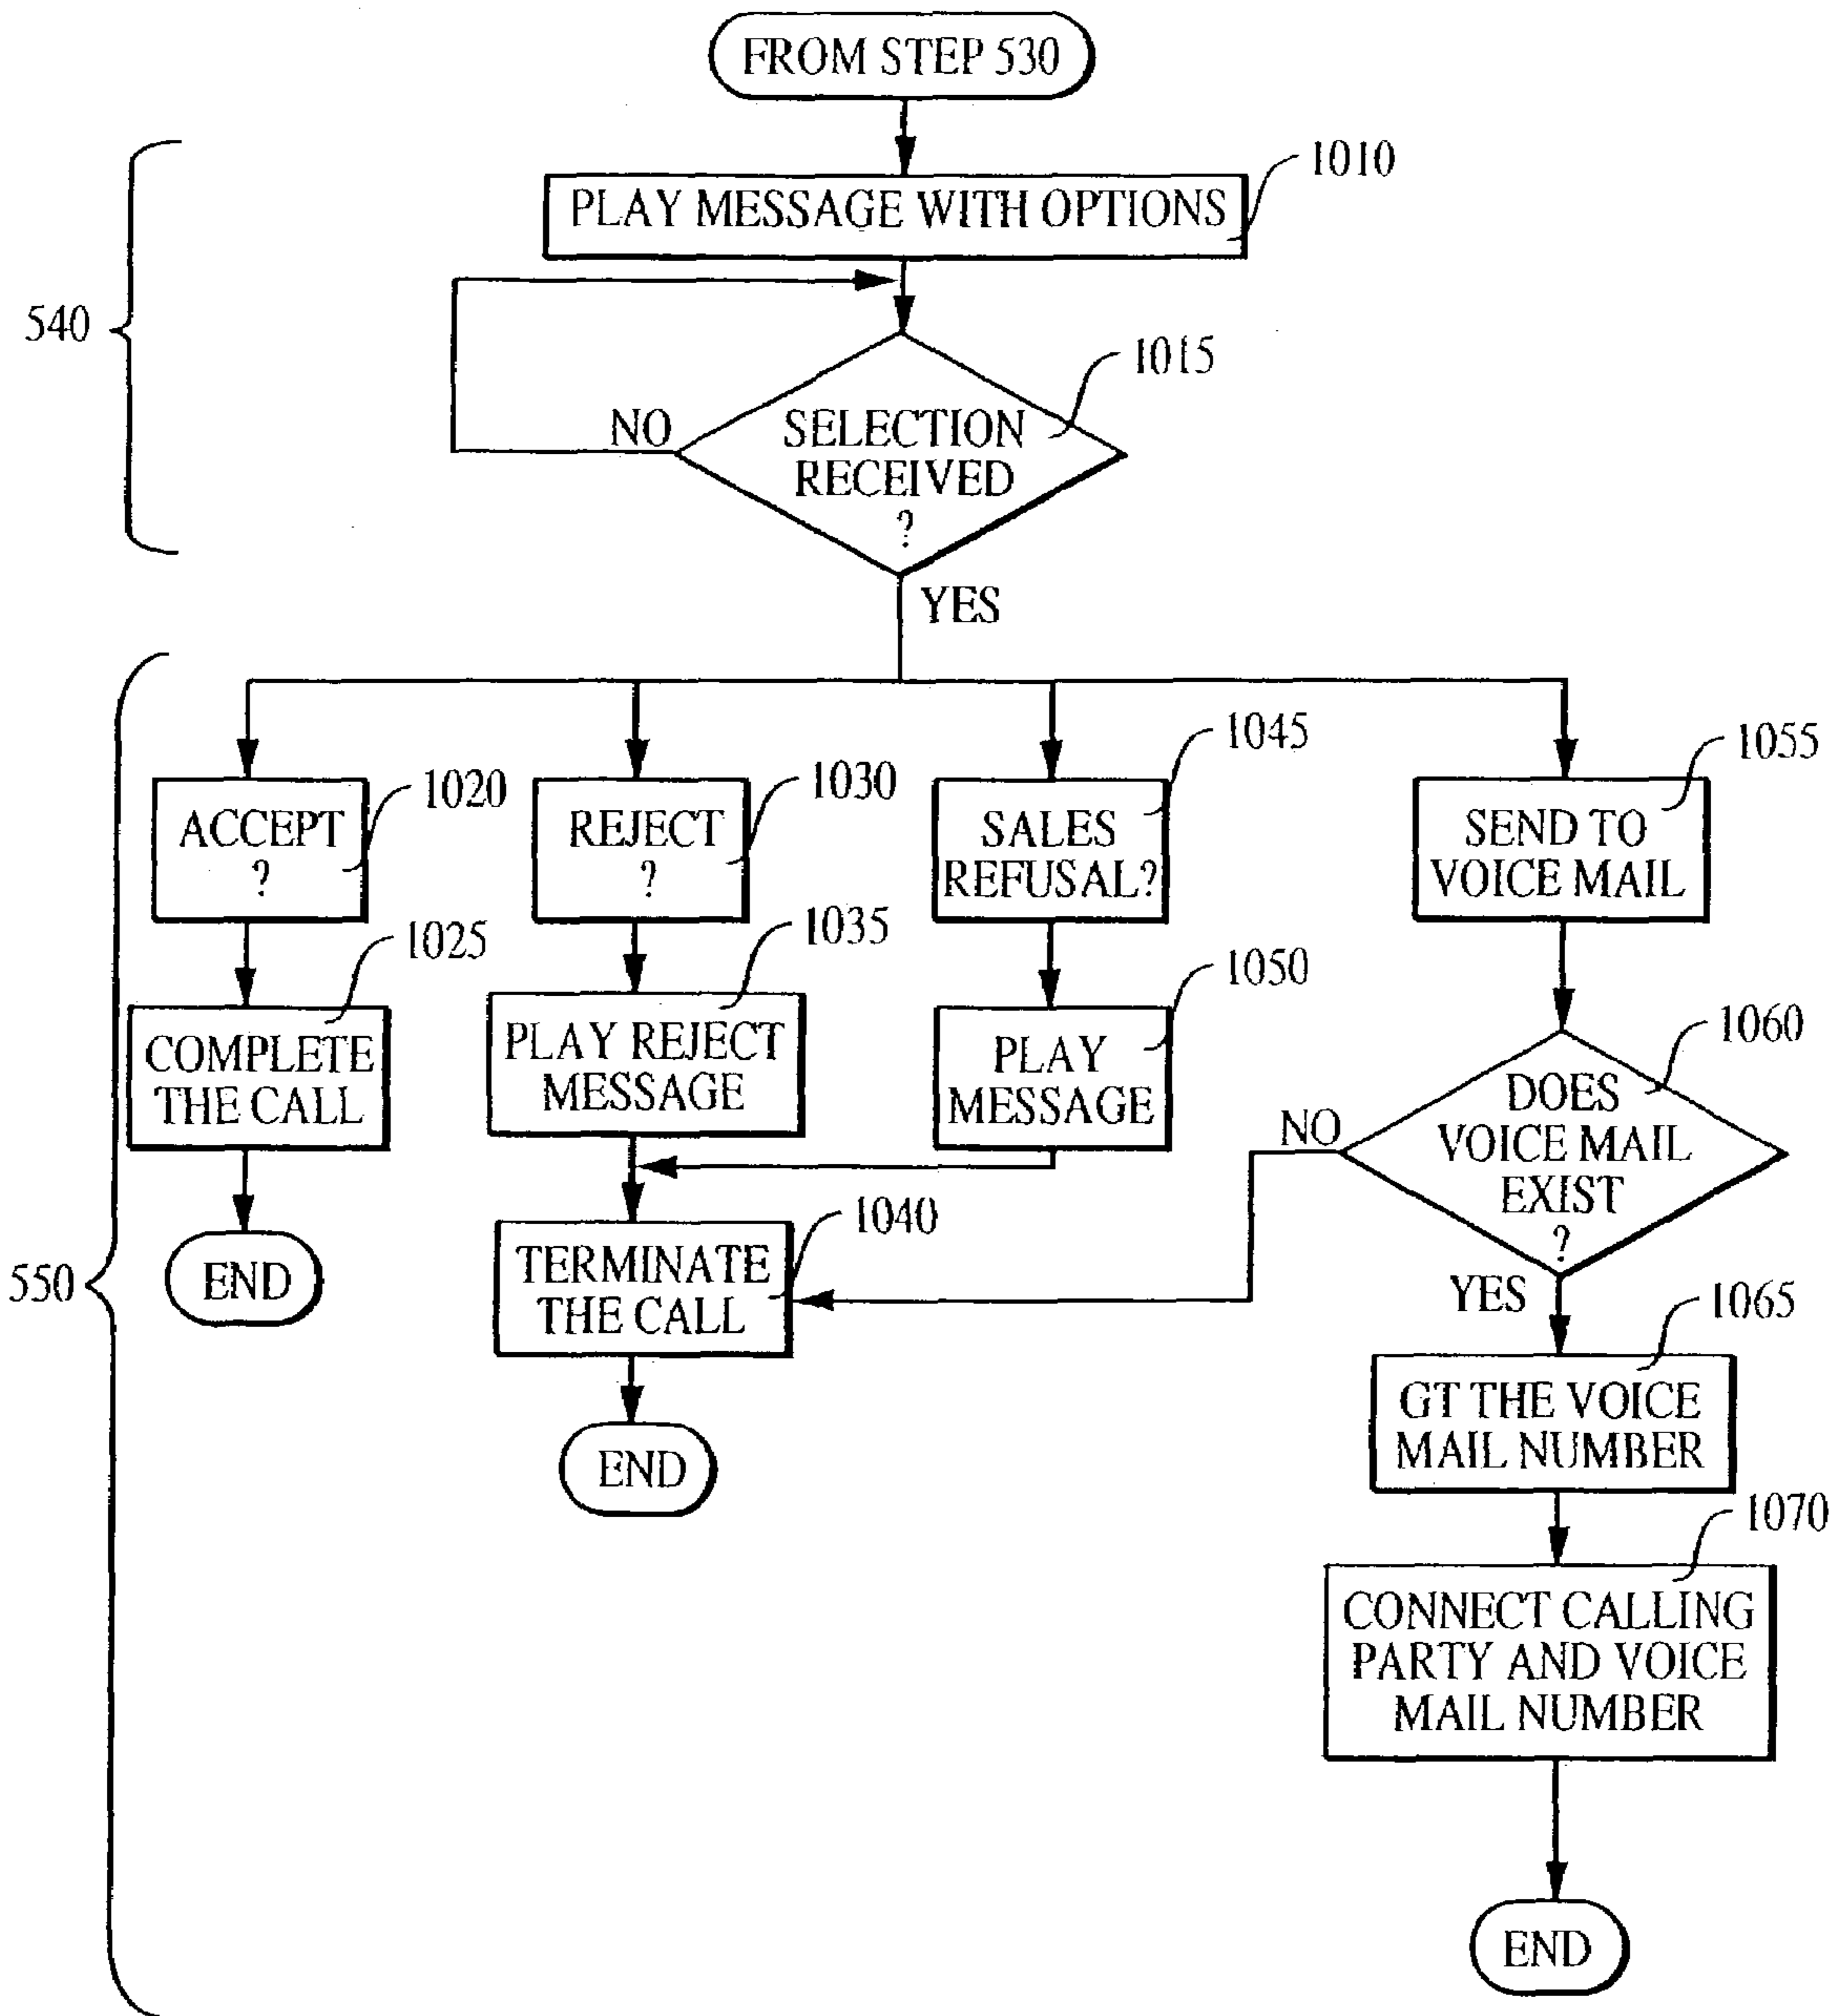 FROM STEP 530
1010
PLAY MESSAGE WITH OPTIONS
540
1015
NO
SELECTION
RECEIVED
?
YES
550
1020
ACCEPT
?
1030
REJECT
?
1045
SALES
REFUSAL?
1055
SEND TO
VOICE MAIL
1025
COMPLETE
THE CALL
END
1035
PLAY REJECT
MESSAGE
1050
PLAY
MESSAGE
1060
DOES
VOICE MAIL
EXIST
?
NO
YES
1040
TERMINATE
THE CALL
END
1065
GT THE VOICE
MAIL NUMBER
1070
CONNECT CALLING
PARTY AND VOICE
MAIL NUMBER
END